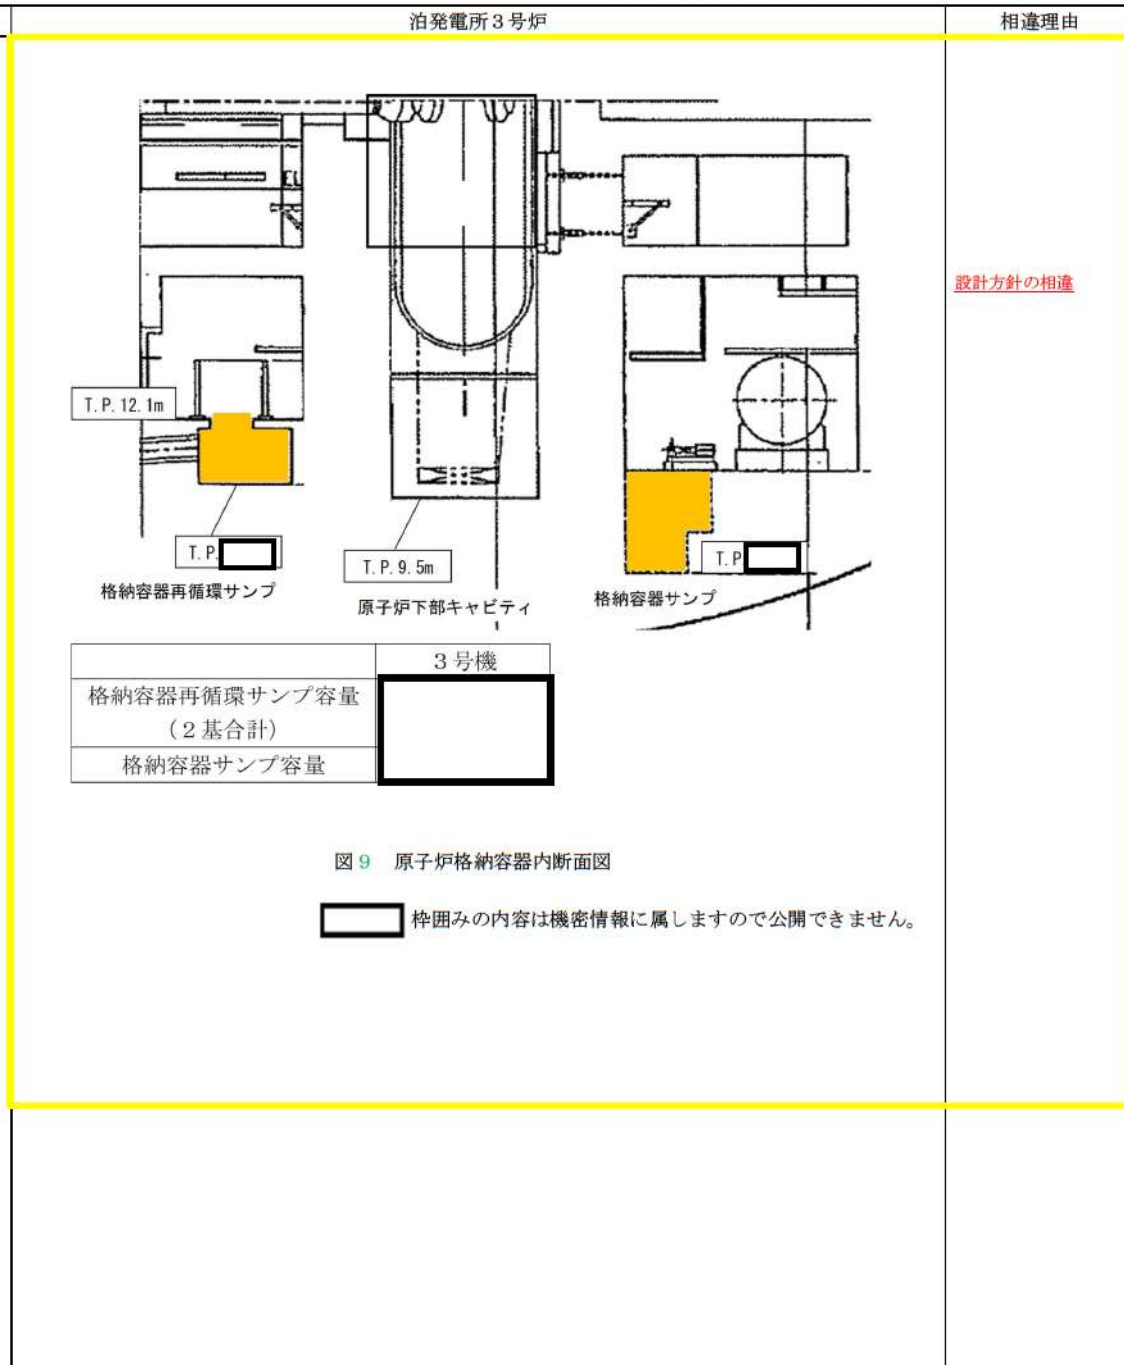 泊発電所3号炉
相違理由
設計方針の相違
T.P.12.1m
T.P.
格納容器再循環サンプ
T.P.9.5m
原子炉下部キャビティ
T.P
格納容器サンプ
3号機
格納容器再循環サンプ容量
(2基合計)
格納容器サンプ容量
図9 原子炉格納容器内断面図
枠囲みの内容は機密情報に属しますので公開できません。